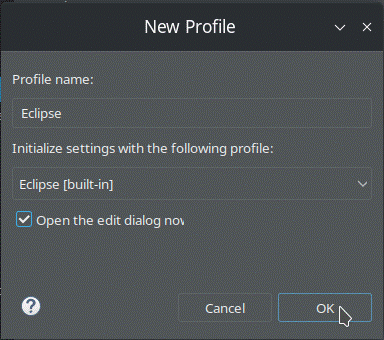 New Profile
Profile name:
Eclipse
Initialize settings with the following profile:
Eclipse [built-in]
Open the edit dialog now
Cancel
OK